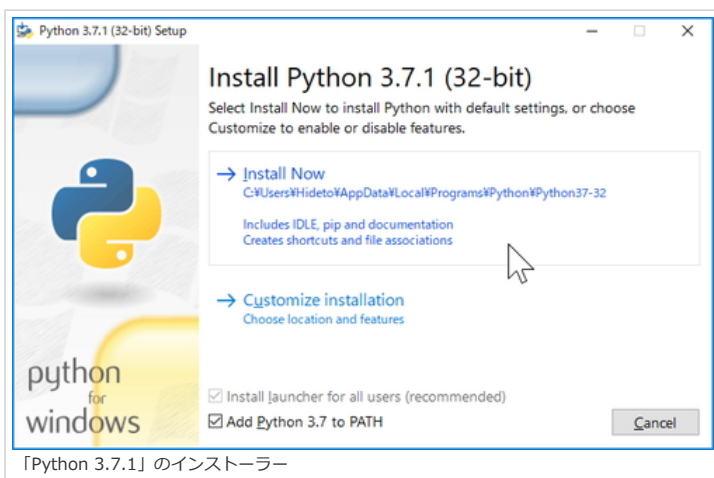 Python 3.7.1 (32-bit) Setup
Install Python 3.7.1 (32-bit)
Select Install Now to install Python with default settings, or choose
Customize to enable or disable features.
→ Install Now
C:¥Users¥Hideto¥AppData¥Local¥Programs¥Python¥Python37-32
Includes IDLE, pip and documentation
Creates shortcuts and file associations
→ Customize installation
Choose location and features
python
for
windows
Install launcher for all users (recommended)
Add Python 3.7 to PATH
Cancel
「Python 3.7.1」のインストーラー